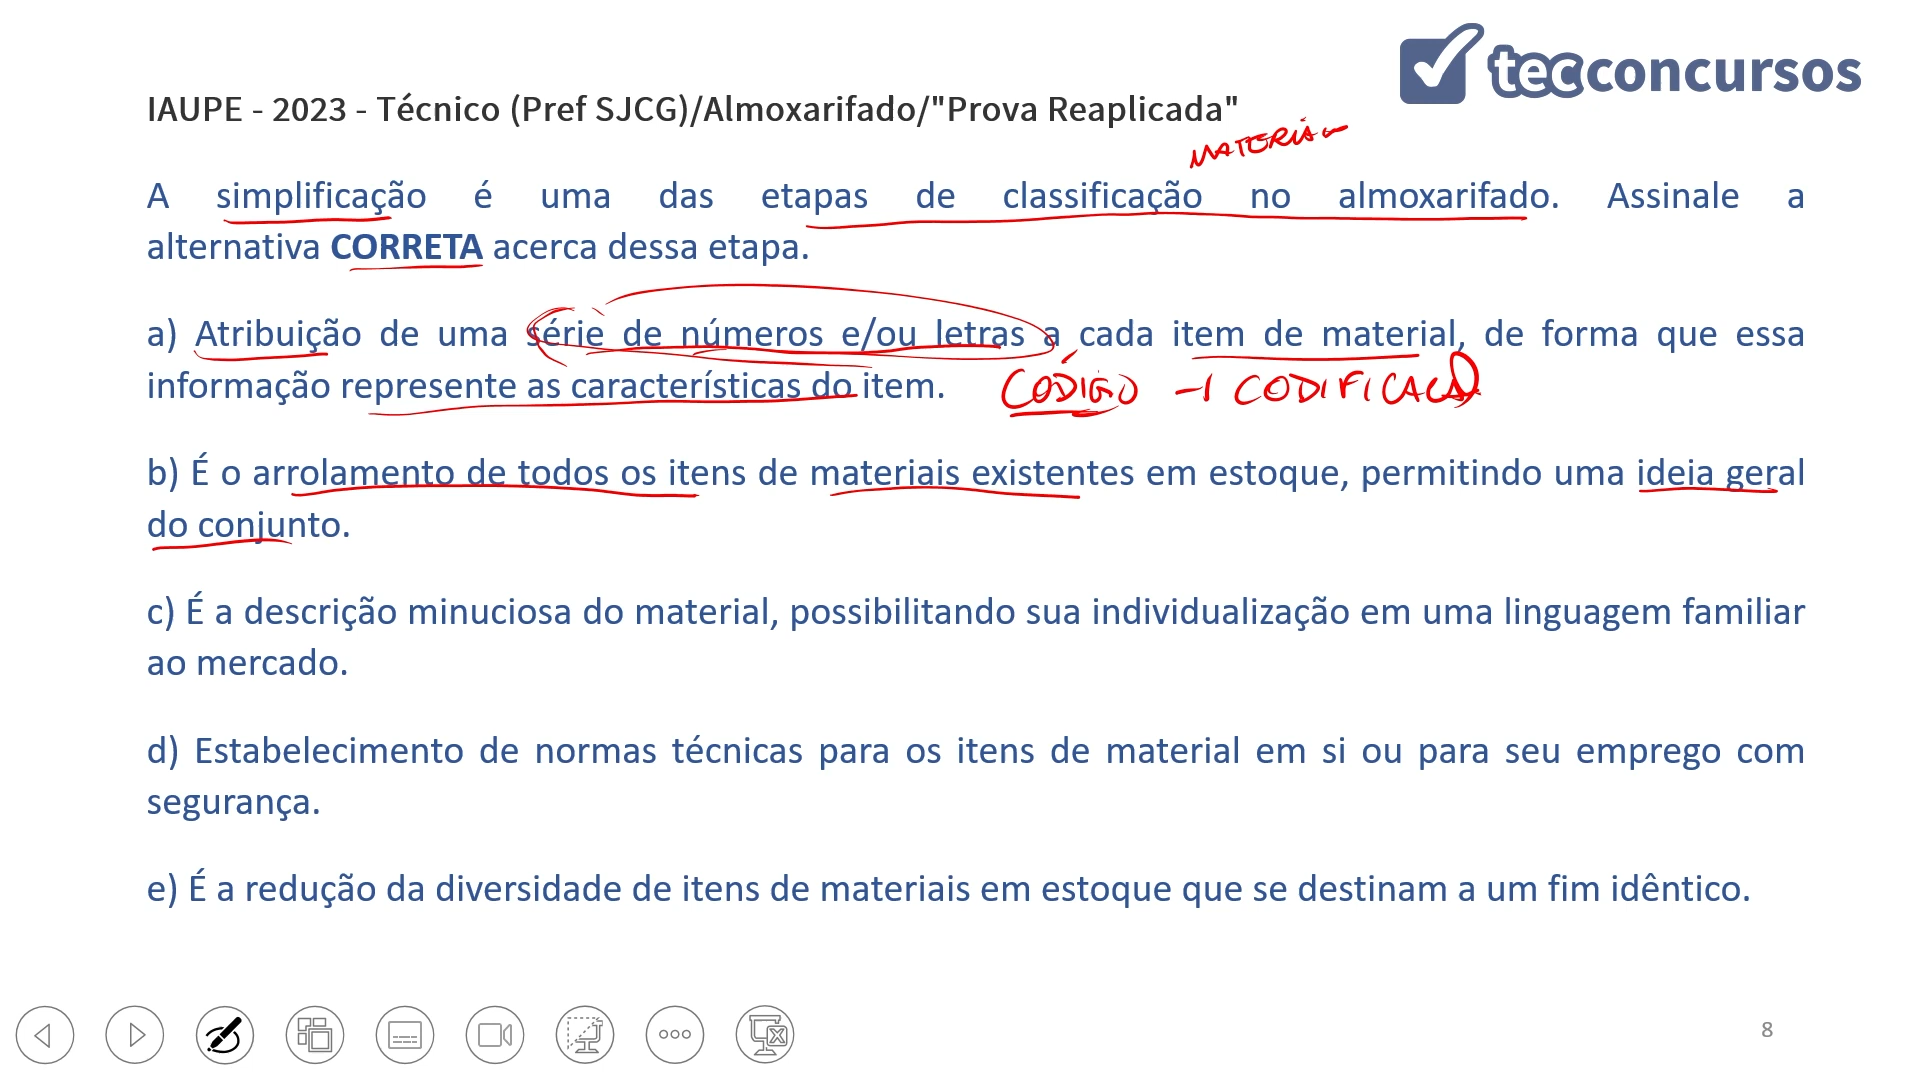 tecconcursos
IAUPE - 2023 - Técnico (Pref SJCG)/Almoxarifado/"Prova Reaplicada"
A simplificação é uma das etapas de classificação no almoxarifado. Assinale a
alternativa CORRETA acerca dessa etapa.
a) Atribuição de uma série de números e/ou letras a cada item de material, de forma que essa
informação represente as características do item. CÓDIGO → CODIFICAÇÃO
b) É o arrolamento de todos os itens de materiais existentes em estoque, permitindo uma ideia geral
do conjunto.
c) É a descrição minuciosa do material, possibilitando sua individualização em uma linguagem familiar
ao mercado.
d) Estabelecimento de normas técnicas para os itens de material em si ou para seu emprego com
segurança.
e) É a redução da diversidade de itens de materiais em estoque que se destinam a um fim idêntico.
8